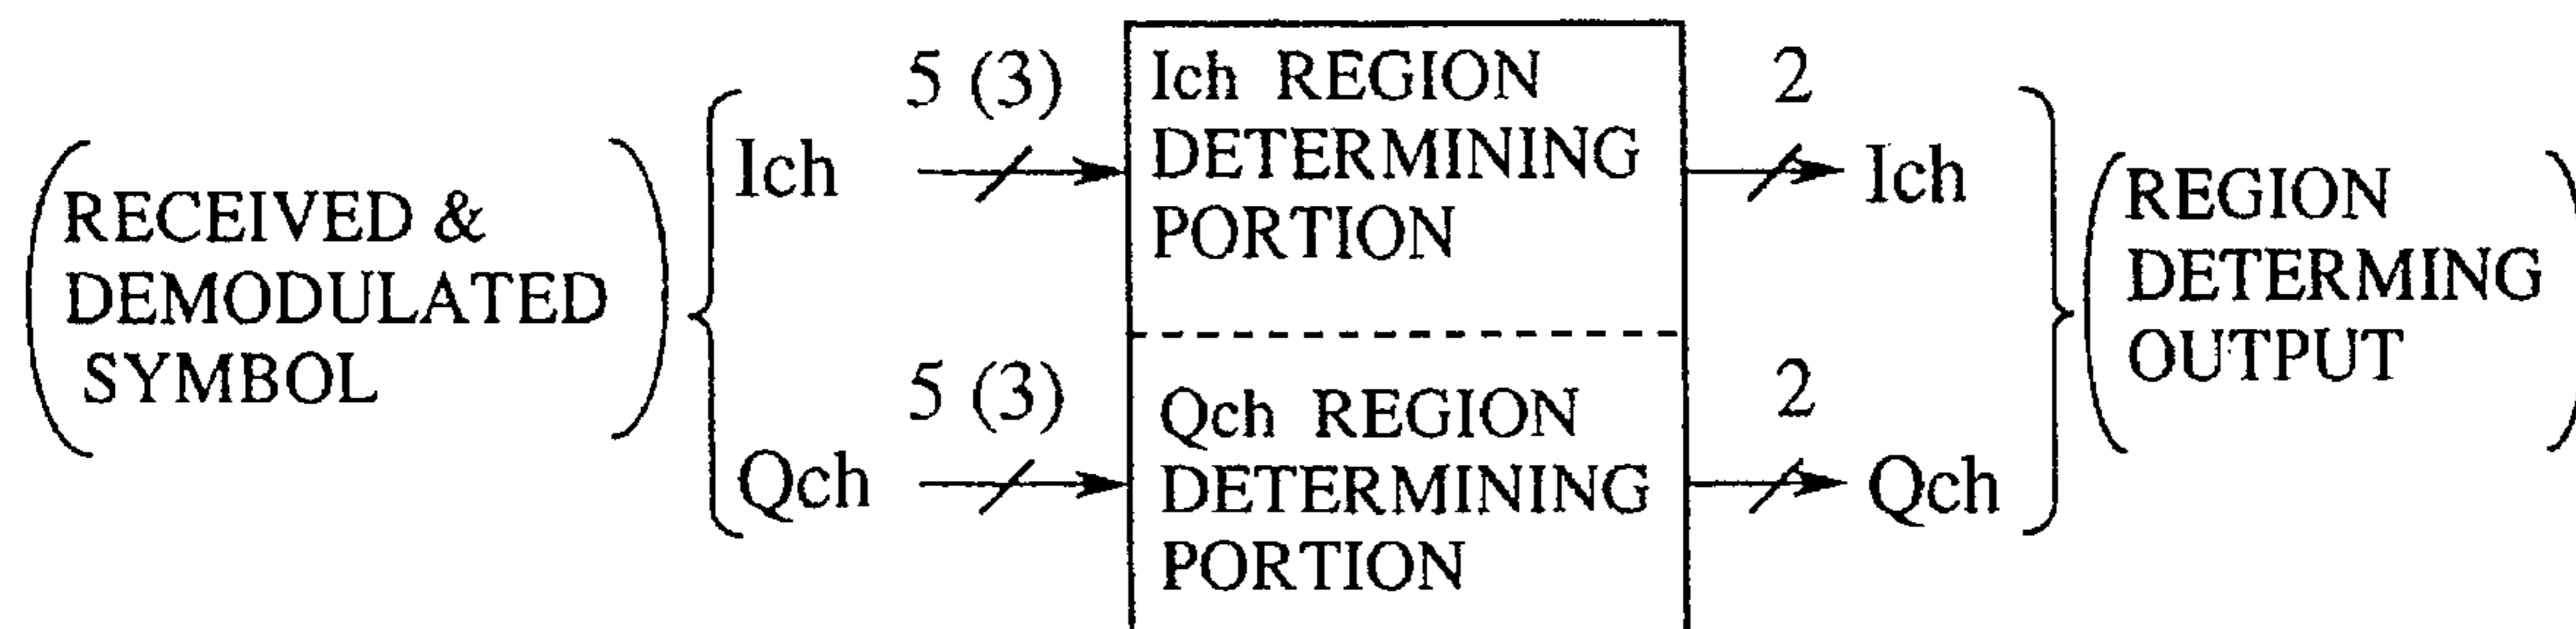 RECEIVED &
DEMODULATED
SYMBOL
Ich
5 (3)
Qch
5 (3)
Ich REGION
DETERMINING
PORTION
Qch REGION
DETERMINING
PORTION
2
Ich
2
Qch
REGION
DETERMING
OUTPUT